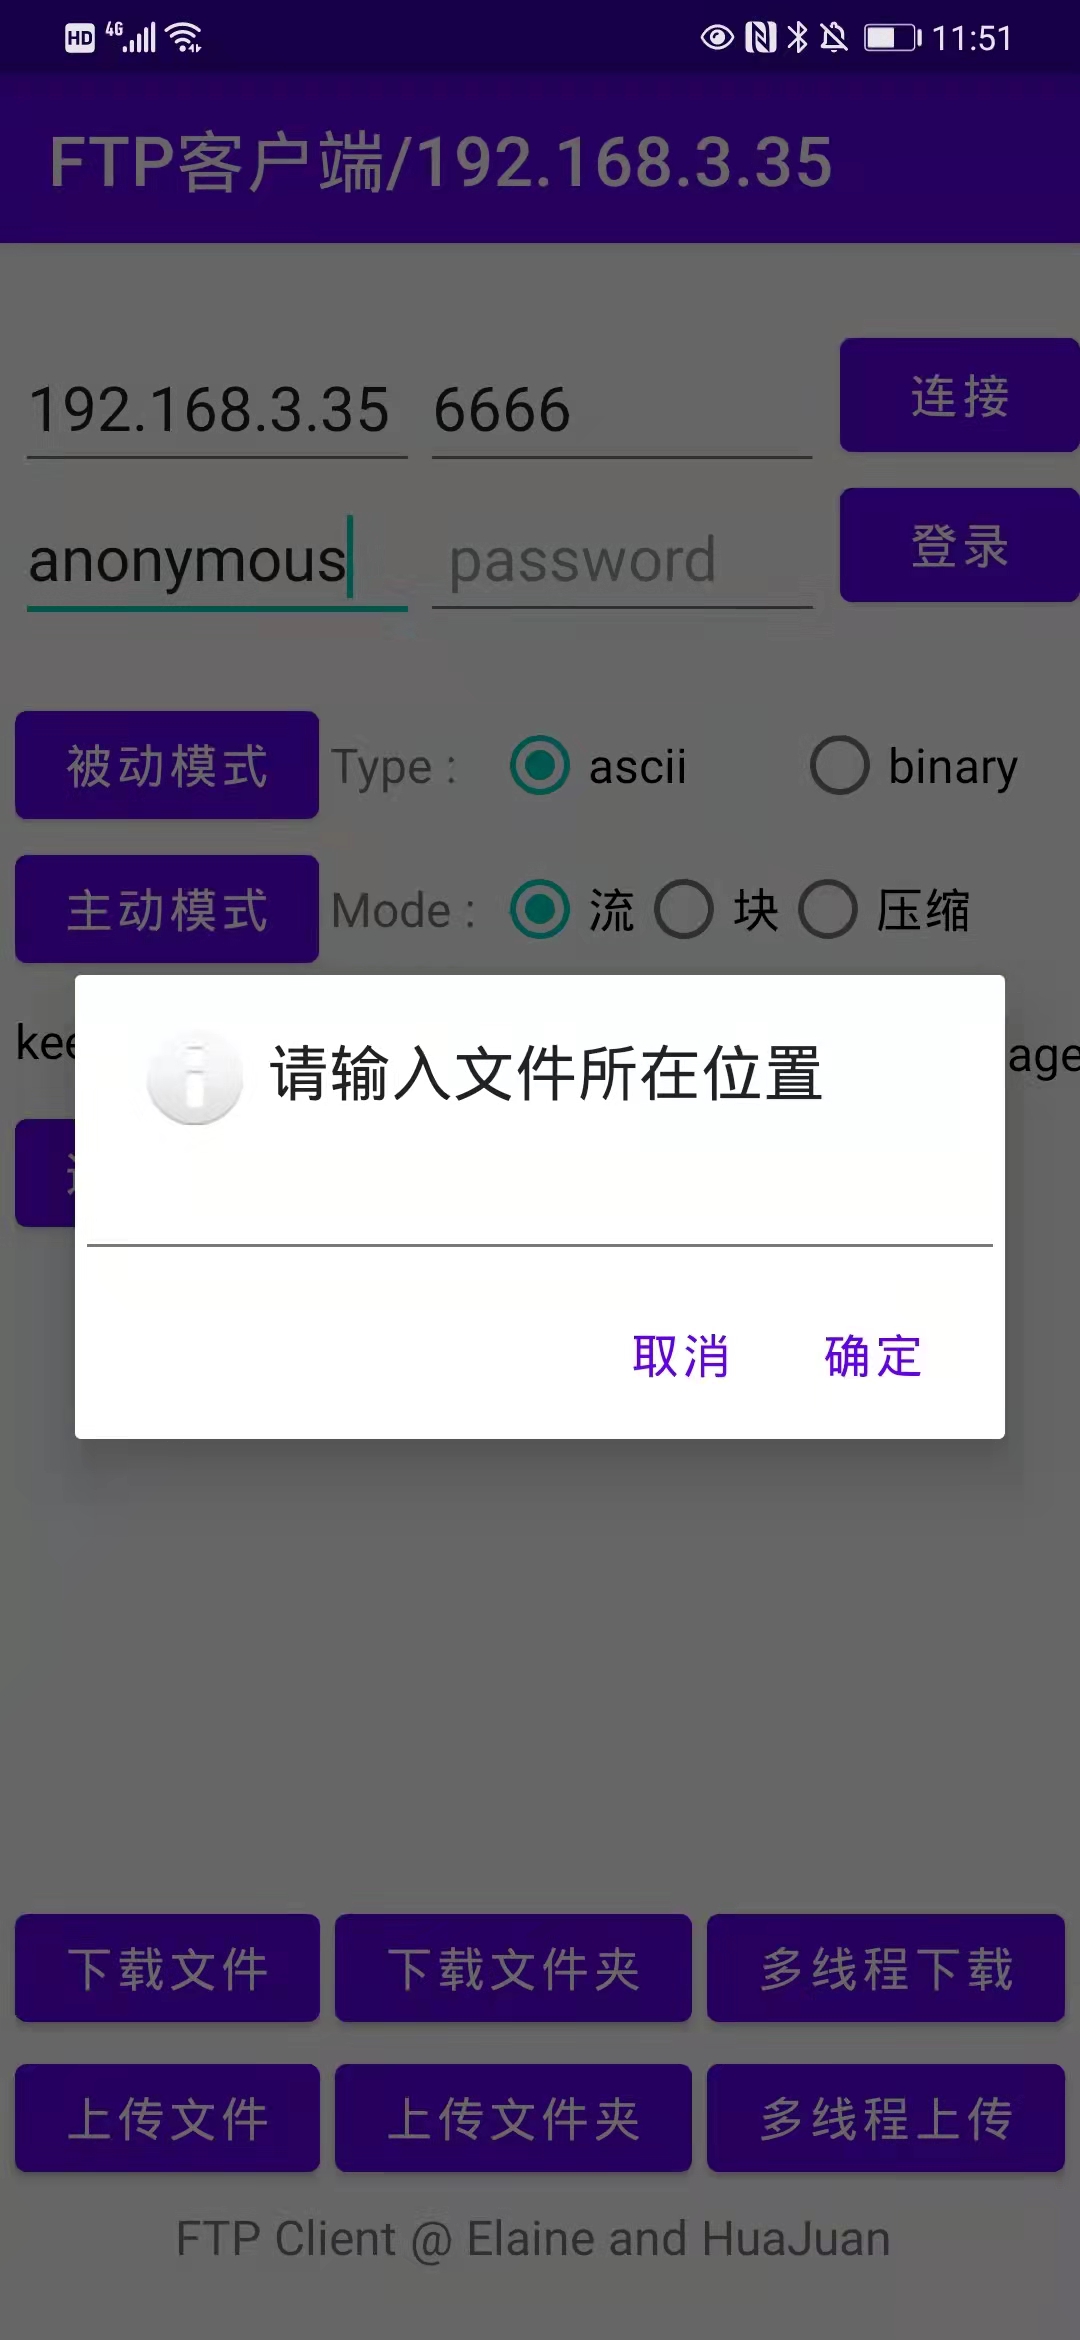 HD 4G 11:51
FTP客户端/192.168.3.35
192.168.3.35 6666 连接
anonymous password 登录
被动模式 Type : ascii binary
主动模式 Mode : 流 块 压缩
请输入文件所在位置
取消 确定
下载文件 下载文件夹 多线程下载
上传文件 上传文件夹 多线程上传
FTP Client @ Elaine and HuaJuan